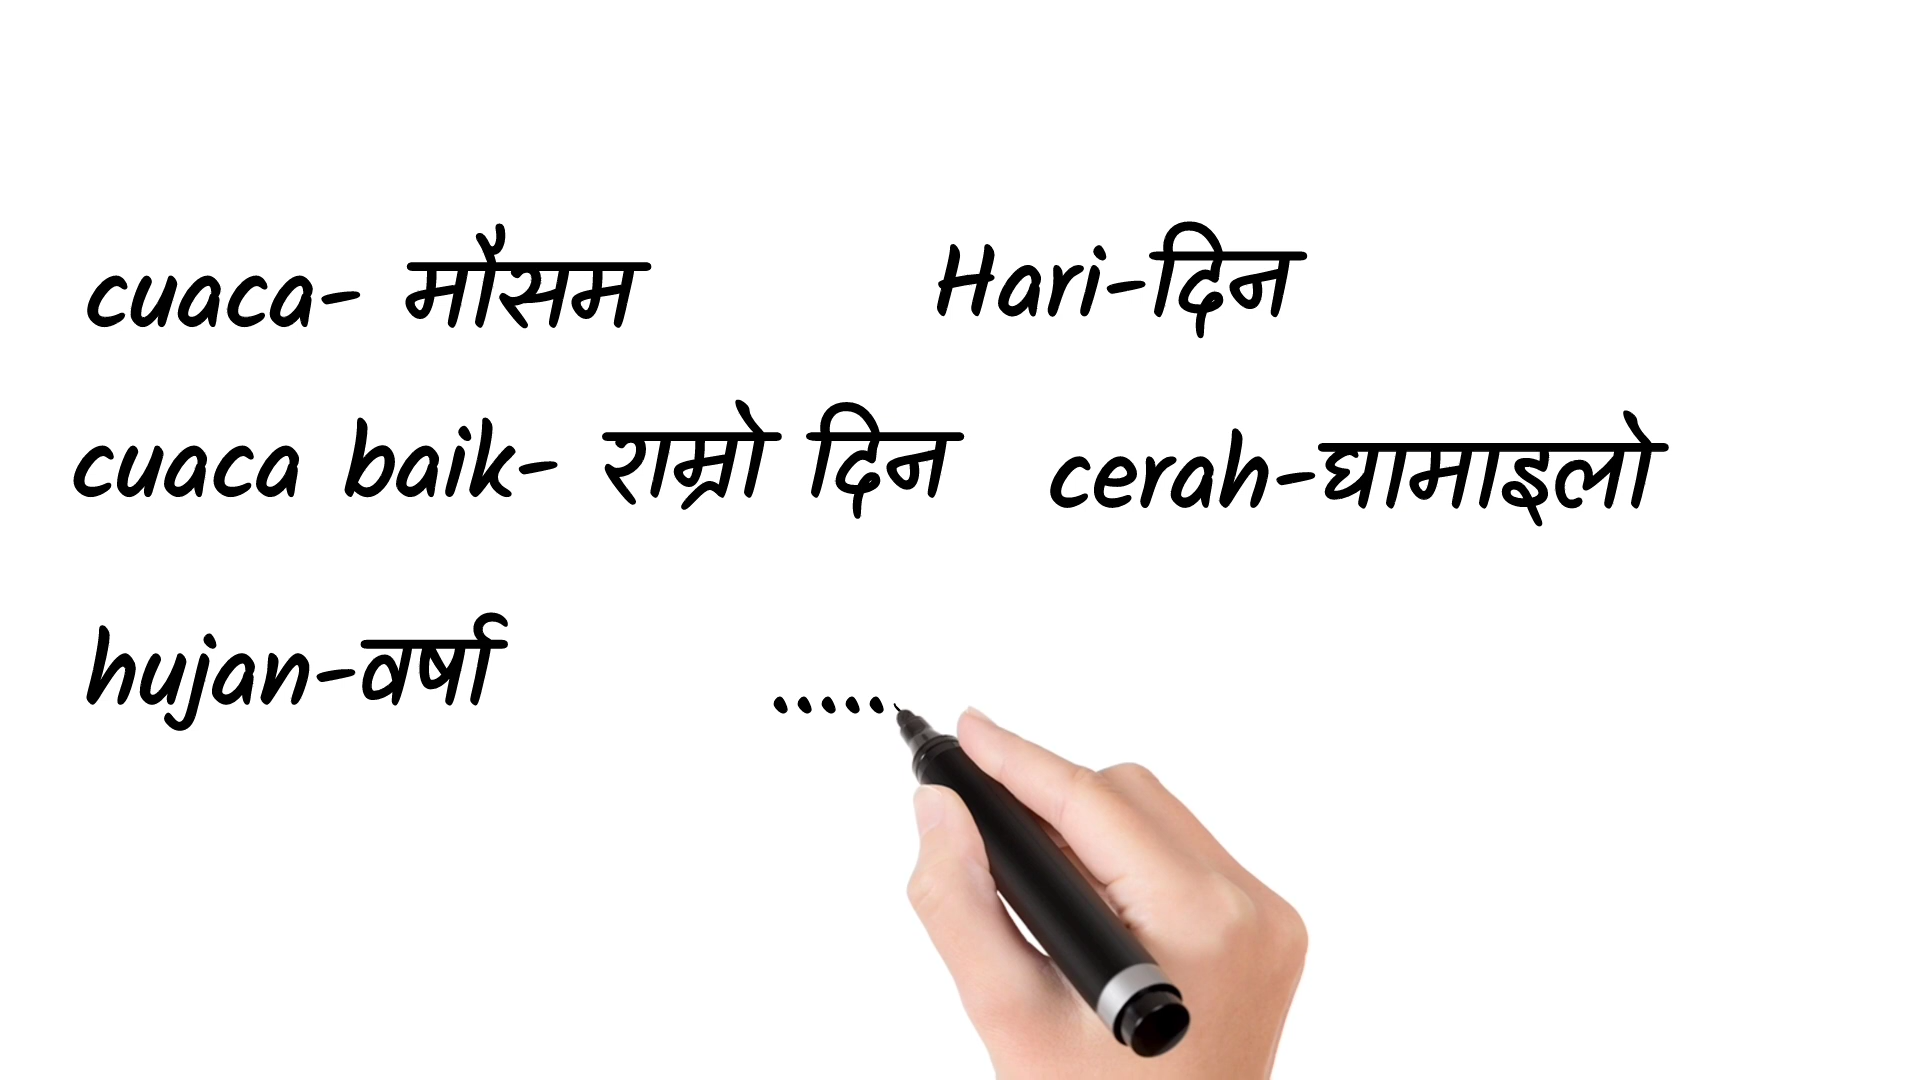 cuaca- मौसम Hari-दिन
cuaca baik- राम्रो दिन cerah-घामाइलो
hujan-वर्षा .....